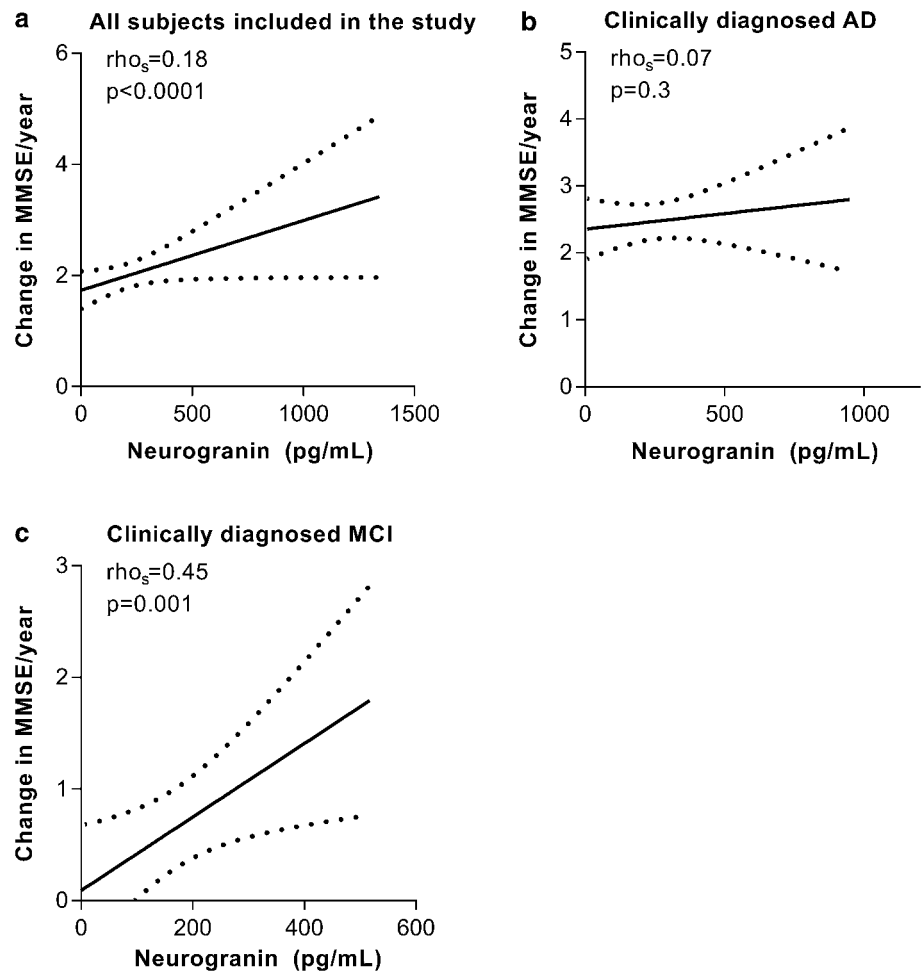 a All subjects included in the study
rhos=0.18
p<0.0001
6
4
2
0
Change in MMSE/year
0 500 1000 1500
Neurogranin (pg/mL)
b Clinically diagnosed AD
rhos=0.07
p=0.3
5
4
3
2
1
0
Change in MMSE/year
0 500 1000
Neurogranin (pg/mL)
c Clinically diagnosed MCI
rhos=0.45
p=0.001
3
2
1
0
Change in MMSE/year
0 200 400 600
Neurogranin (pg/mL)